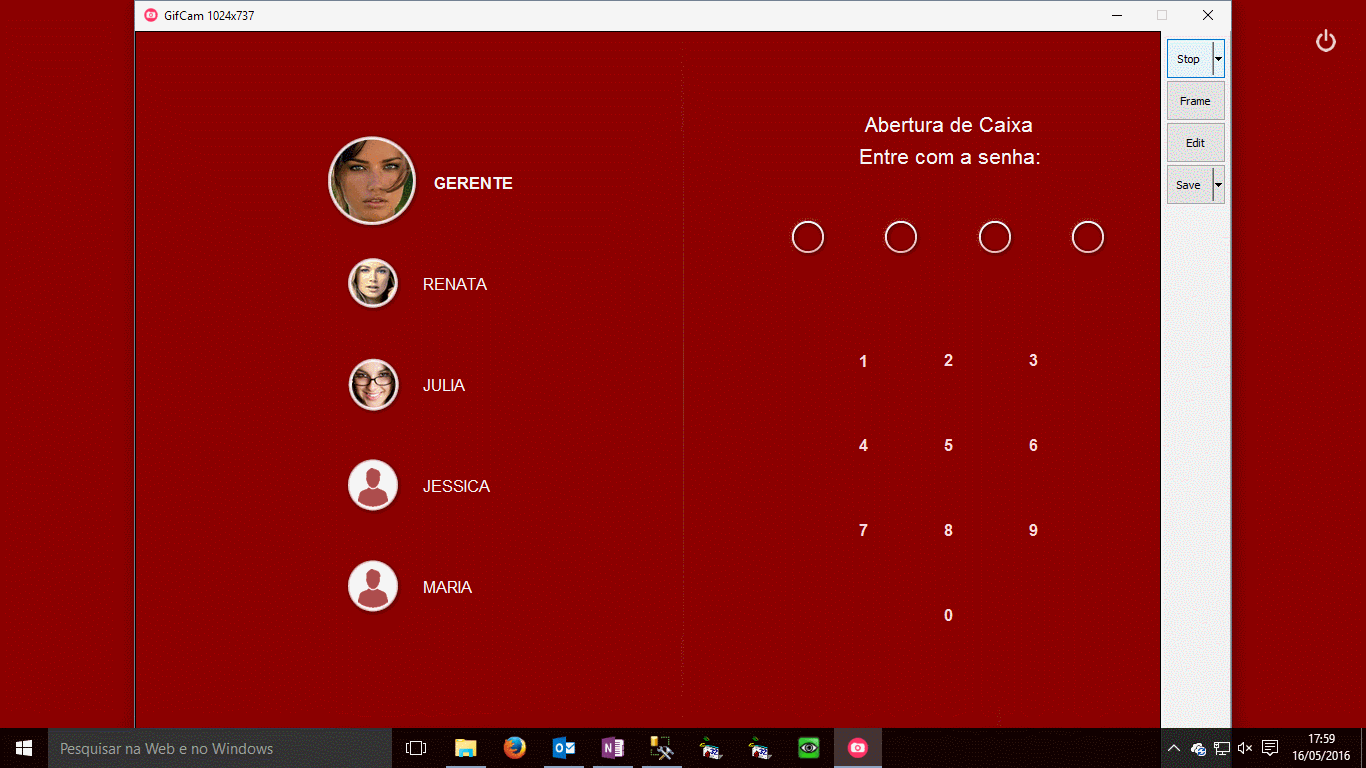 GifCam 1024x737
Stop
Frame
Edit
Save
Abertura de Caixa
Entre com a senha:
GERENTE
RENATA
JULIA
JESSICA
MARIA
1 2 3
4 5 6
7 8 9
0
Pesquisar na Web e no Windows
17:59
16/05/2016